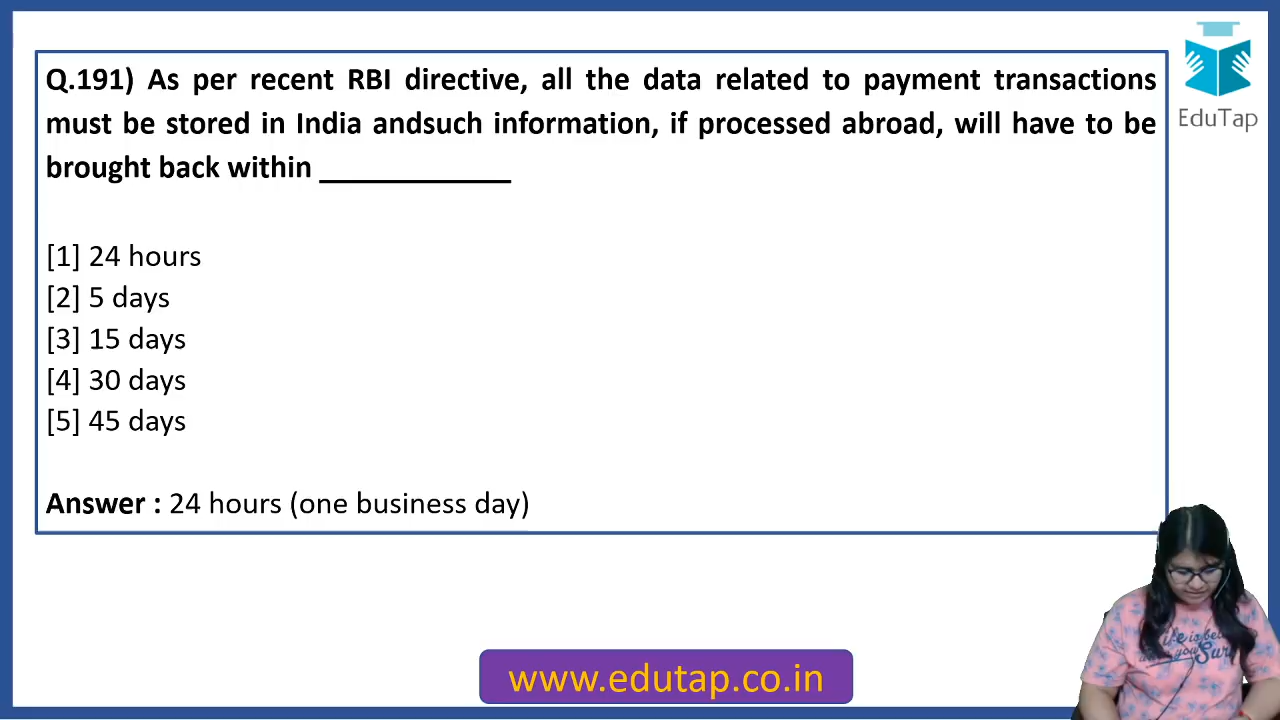 Q.191) As per recent RBI directive, all the data related to payment transactions
must be stored in India andsuch information, if processed abroad, will have to be
brought back within ____________
[1] 24 hours
[2] 5 days
[3] 15 days
[4] 30 days
[5] 45 days
Answer : 24 hours (one business day)
EduTap
www.edutap.co.in